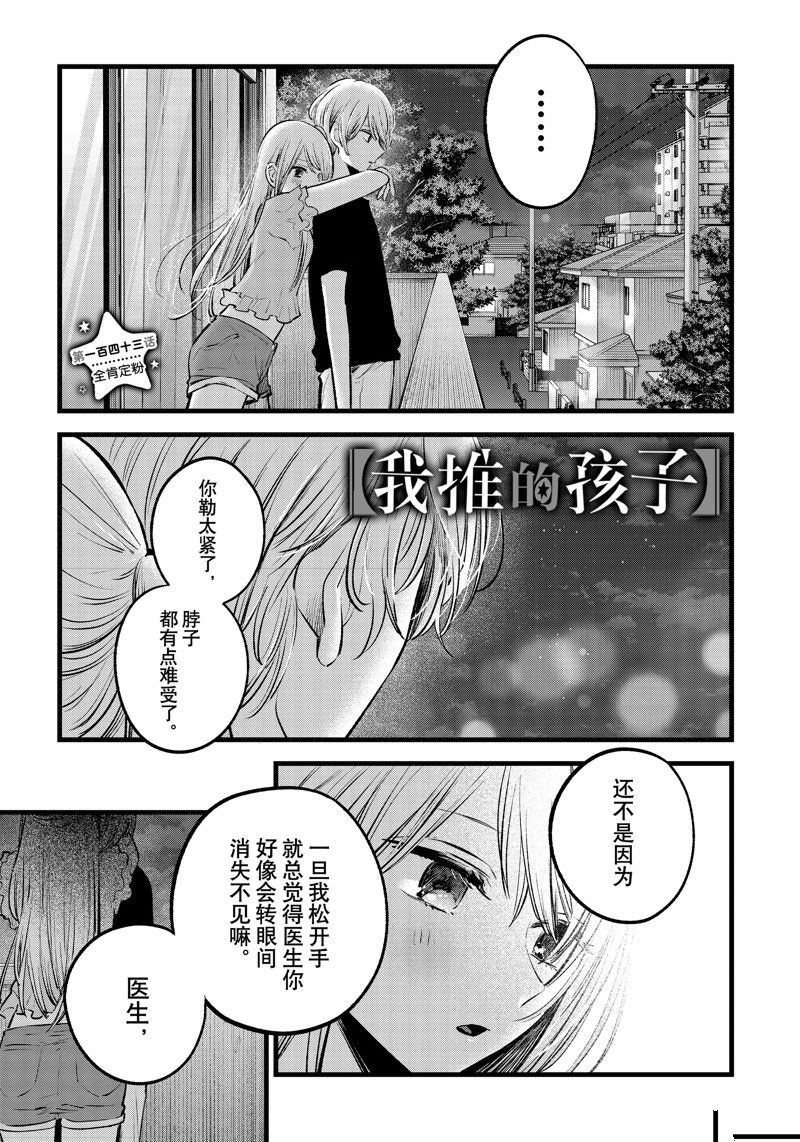 ……
第一百四十三话
全肯定粉
【我推的孩子】
你勒太紧了，
脖子
都有点难受了。
还不是因为
一旦我松开手
就总觉得医生你
好像会转眼间
消失不见嘛。
医生，